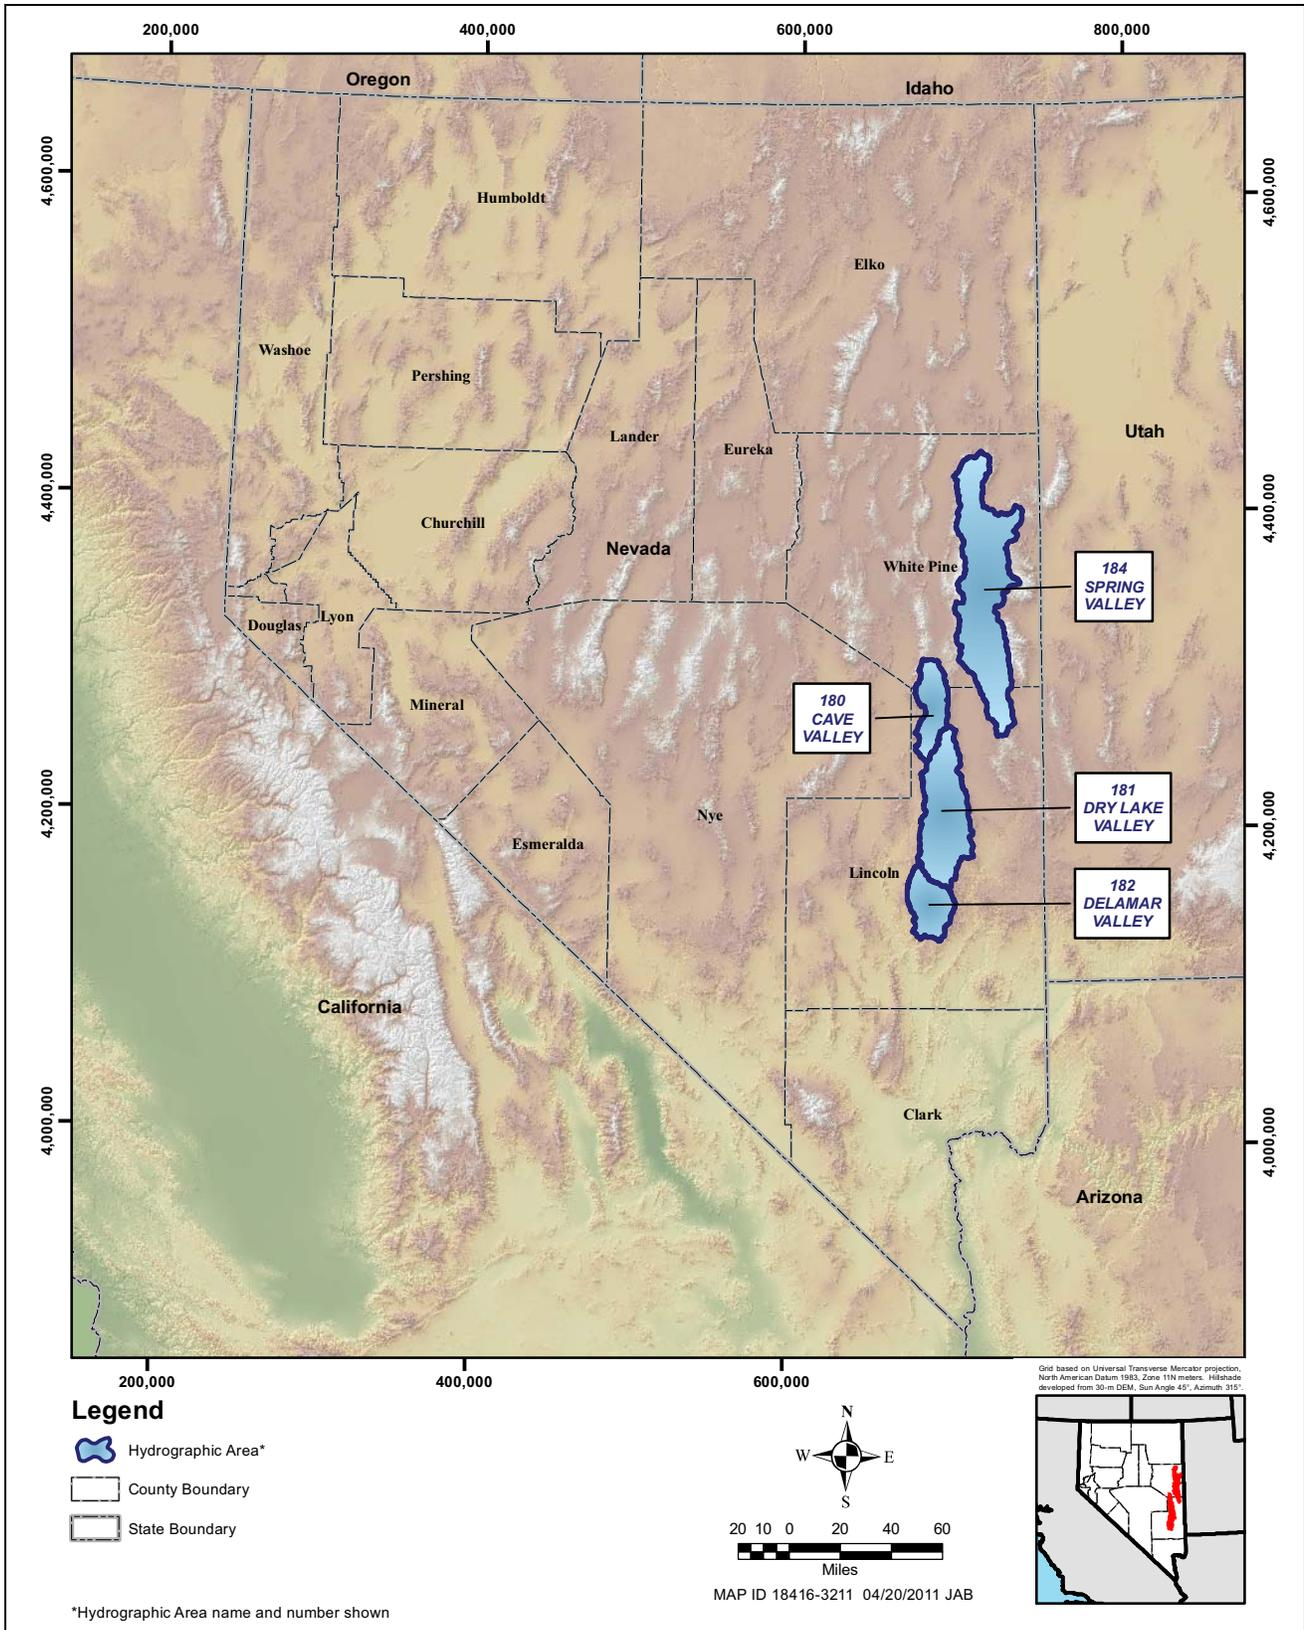 200,000
400,000
600,000
800,000
Oregon
Idaho
4,600,000
4,600,000
Humboldt
Elko
Washoe
Pershing
Lander
Eureka
Utah
4,400,000
4,400,000
Churchill
Nevada
White Pine
184
SPRING
VALLEY
Douglas
Lyon
Mineral
180
CAVE
VALLEY
4,200,000
4,200,000
Nye
Esmeralda
181
DRY LAKE
VALLEY
Lincoln
182
DELAMAR
VALLEY
California
4,000,000
4,000,000
Clark
Arizona
200,000
400,000
600,000
Grid based on Universal Transverse Mercator projection,
North American Datum 1983, Zone 11N meters. Hillshade
developed from 30-m DEM, Sun Angle 45°, Azimuth 315°.
Legend
Hydrographic Area*
County Boundary
State Boundary
N
W
E
S
20 10 0 20 40 60
Miles
MAP ID 18416-3211 04/20/2011 JAB
*Hydrographic Area name and number shown